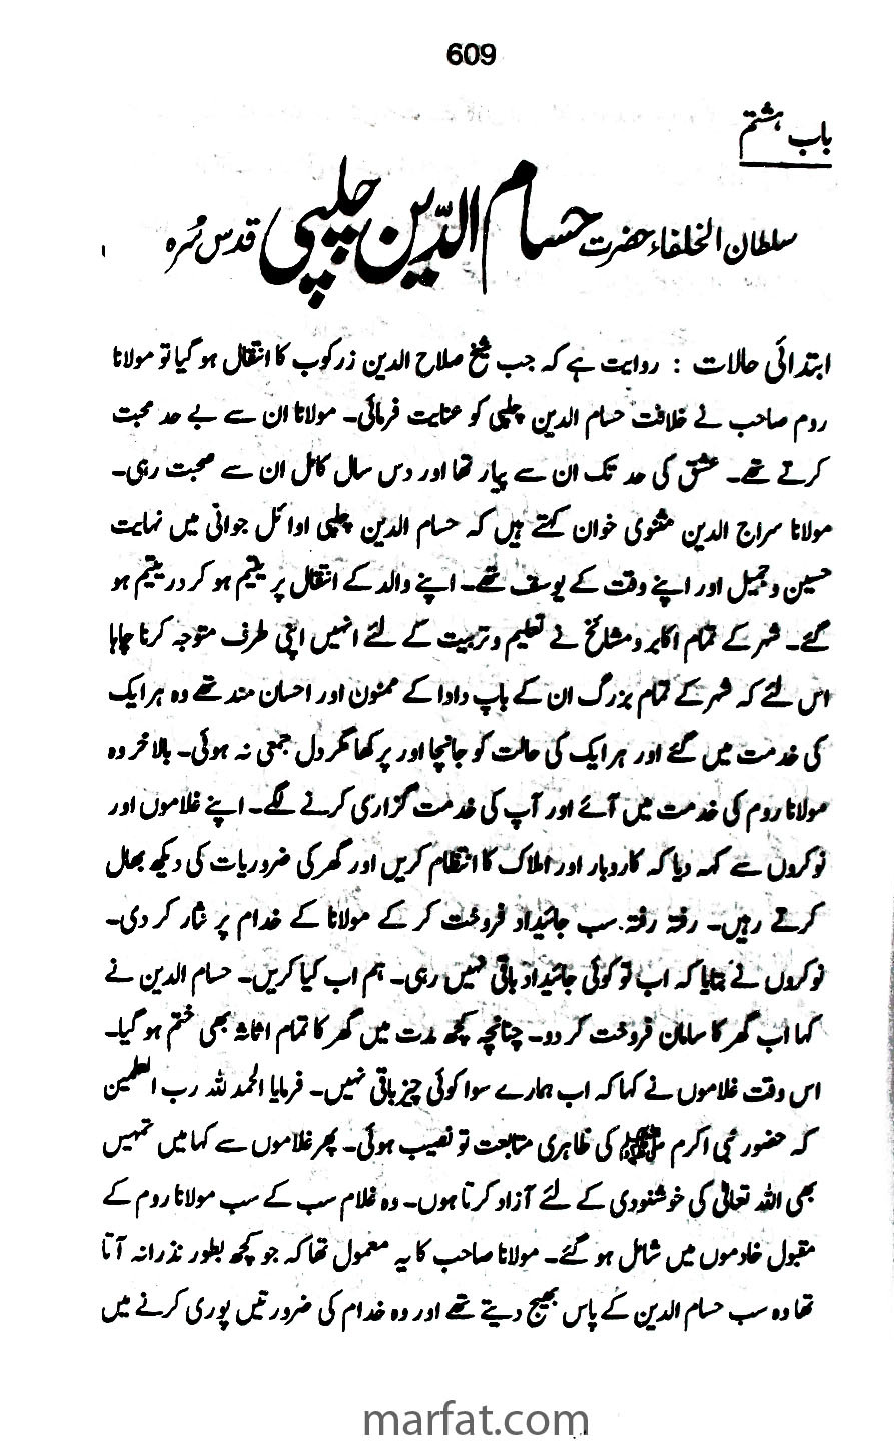 609
باب ہشتم
سلطان الخلفاء حضرت حسام الدّین چلپی قدس سُرہ
ابتدائی حالات : روایت ہے کہ جب شیخ صلاح الدین زرکوب کا انتقال ہو گیا تو مولانا
روم صاحب نے خلافت حسام الدین چلپی کو عنایت فرمائی۔ مولانا ان سے بے حد محبت
کرتے تھے۔ عشق کی حد تک ان سے پیار تھا اور دس سال کامل ان سے صحبت رہی۔
مولانا سراج الدین مثنوی خوان کہتے ہیں کہ حسام الدین چلپی اوائل جوانی میں نہایت
حسین و جمیل اور اپنے وقت کے یوسف تھے۔ اپنے والد کے انتقال پر یتیم ہو کر در یتیم ہو
گئے۔ شہر کے تمام اکابر و مشائخ نے تعلیم و تربیت کے لئے انہیں اپنی طرف متوجہ کرنا چاہا
اس لئے کہ شہر کے تمام بزرگ ان کے باپ دادا کے ممنون اور احسان مند تھے وہ ہر ایک
کی خدمت میں گئے اور ہر ایک کی حالت کو جانچا اور پرکھا مگر دل جمعی نہ ہوئی۔ بالاخر وہ
مولانا روم کی خدمت میں آئے اور آپ کی خدمت گزاری کرنے لگے۔ اپنے غلاموں اور
نوکروں سے کہہ دیا کہ کاروبار اور املاک کا انتظام کریں اور گھر کی ضروریات کی دیکھ بھال
کرتے رہیں۔ رفتہ رفتہ سب جائیداد فروخت کر کے مولانا کے خدام پر نثار کر دی۔
نوکروں نے بتایا کہ اب تو کوئی جائیداد باقی نہیں رہی۔ ہم اب کیا کریں۔ حسام الدین نے
کہا اب گھر کا سامان فروخت کر دو۔ چنانچہ کچھ مدت میں گھر کا تمام اثاثہ بھی ختم ہو گیا۔
اس وقت غلاموں نے کہا کہ اب ہمارے سوا کوئی چیز باقی نہیں۔ فرمایا الحمد للہ رب العلمین
کہ حضور نبی اکرم ﷺ کی ظاہری متابعت تو نصیب ہوئی۔ پھر غلاموں سے کہا میں تمہیں
بھی اللہ تعالیٰ کی خوشنودی کے لئے آزاد کرتا ہوں۔ وہ غلام سب کے سب مولانا روم کے
مقبول خادموں میں شامل ہو گئے۔ مولانا صاحب کا یہ معمول تھا کہ جو کچھ بطور نذرانہ آتا
تھا وہ سب حسام الدین کے پاس بھیج دیتے تھے اور وہ خدام کی ضرورتیں پوری کرنے میں
marfat.com